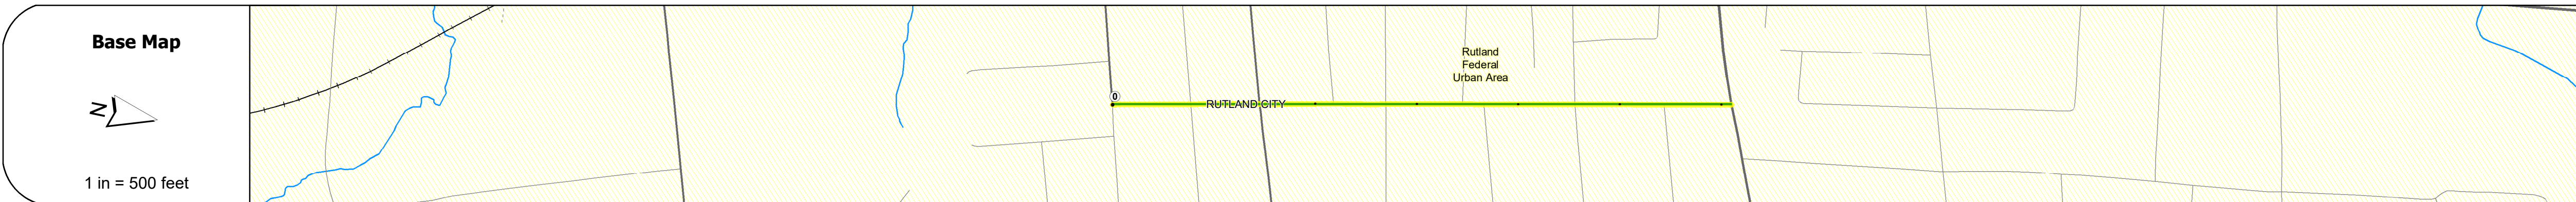 Base Map
N
1 in = 500 feet
0
RUTLAND CITY
Rutland
Federal
Urban Area